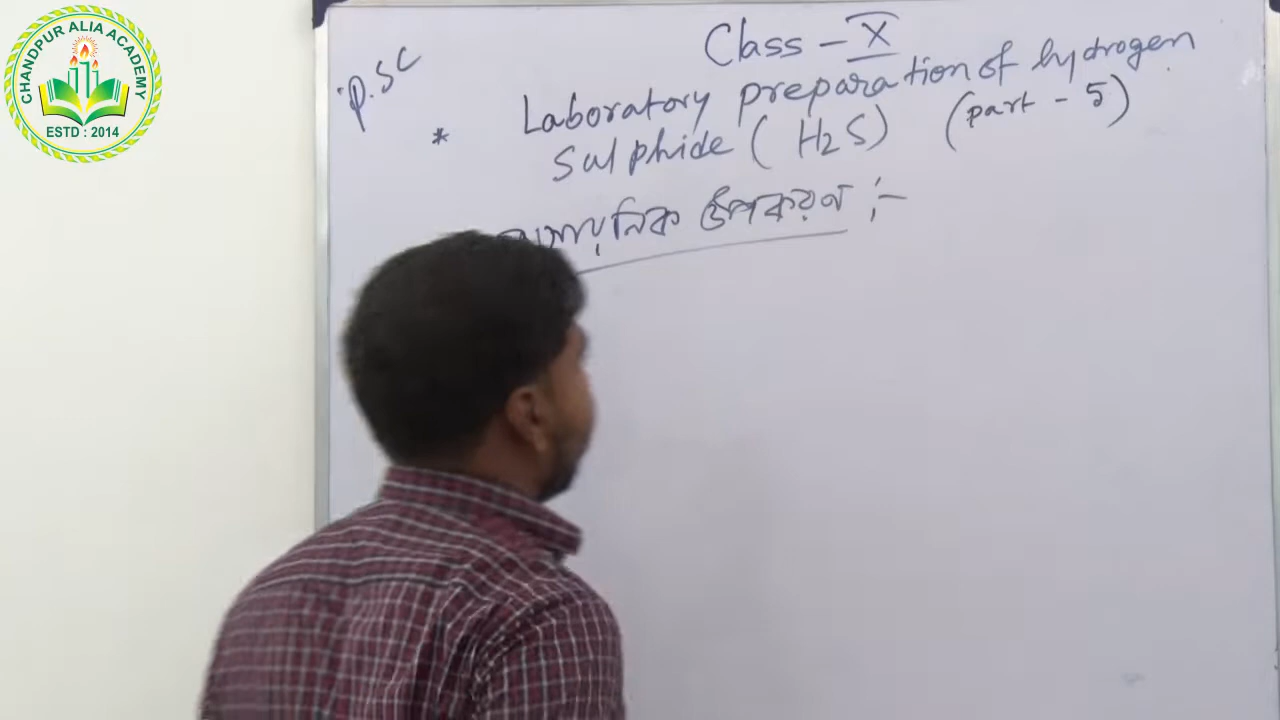 CHANDPUR ALIA ACADEMY
ESTD : 2014
P.SC
Class - X
* Laboratory preparation of hydrogen
Sulphide ( H2S) (part - 5)
উপকরণ :-